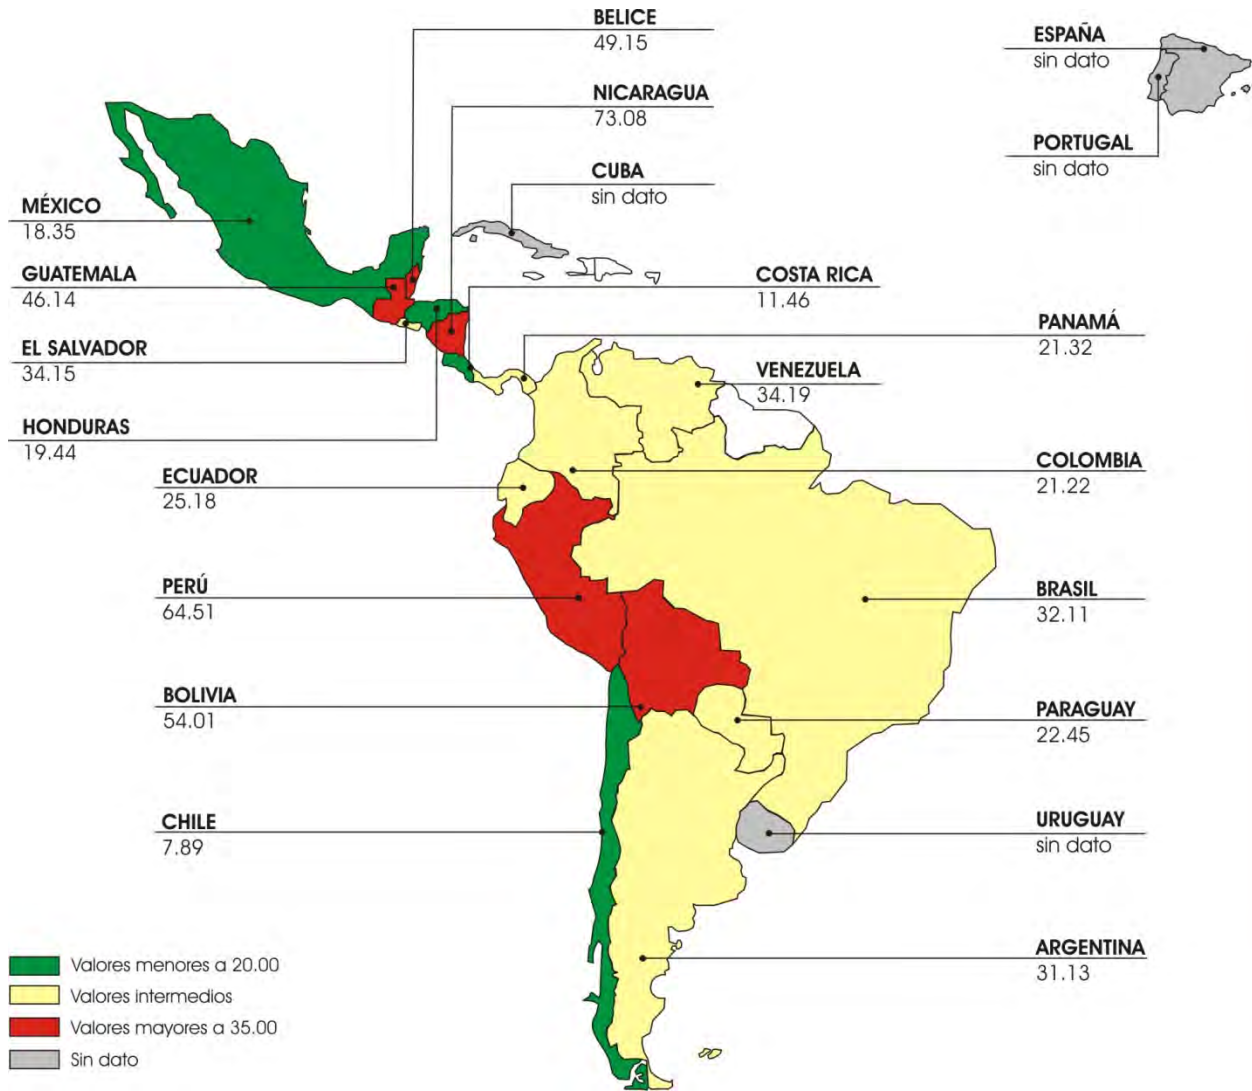 BELICE
49.15
NICARAGUA
73.08
CUBA
sin dato
ESPAÑA
sin dato
PORTUGAL
sin dato
MÉXICO
18.35
GUATEMALA
46.14
EL SALVADOR
34.15
HONDURAS
19.44
COSTA RICA
11.46
PANAMÁ
21.32
VENEZUELA
34.19
COLOMBIA
21.22
ECUADOR
25.18
PERÚ
64.51
BRASIL
32.11
BOLIVIA
54.01
PARAGUAY
22.45
CHILE
7.89
URUGUAY
sin dato
ARGENTINA
31.13
Valores menores a 20.00
Valores intermedios
Valores mayores a 35.00
Sin dato